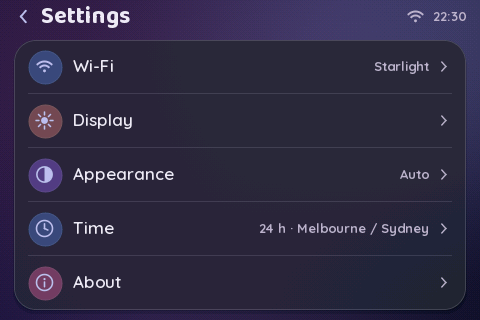 Settings
22:30
Wi-Fi
Starlight
Display
Appearance
Auto
Time
24 h · Melbourne / Sydney
About